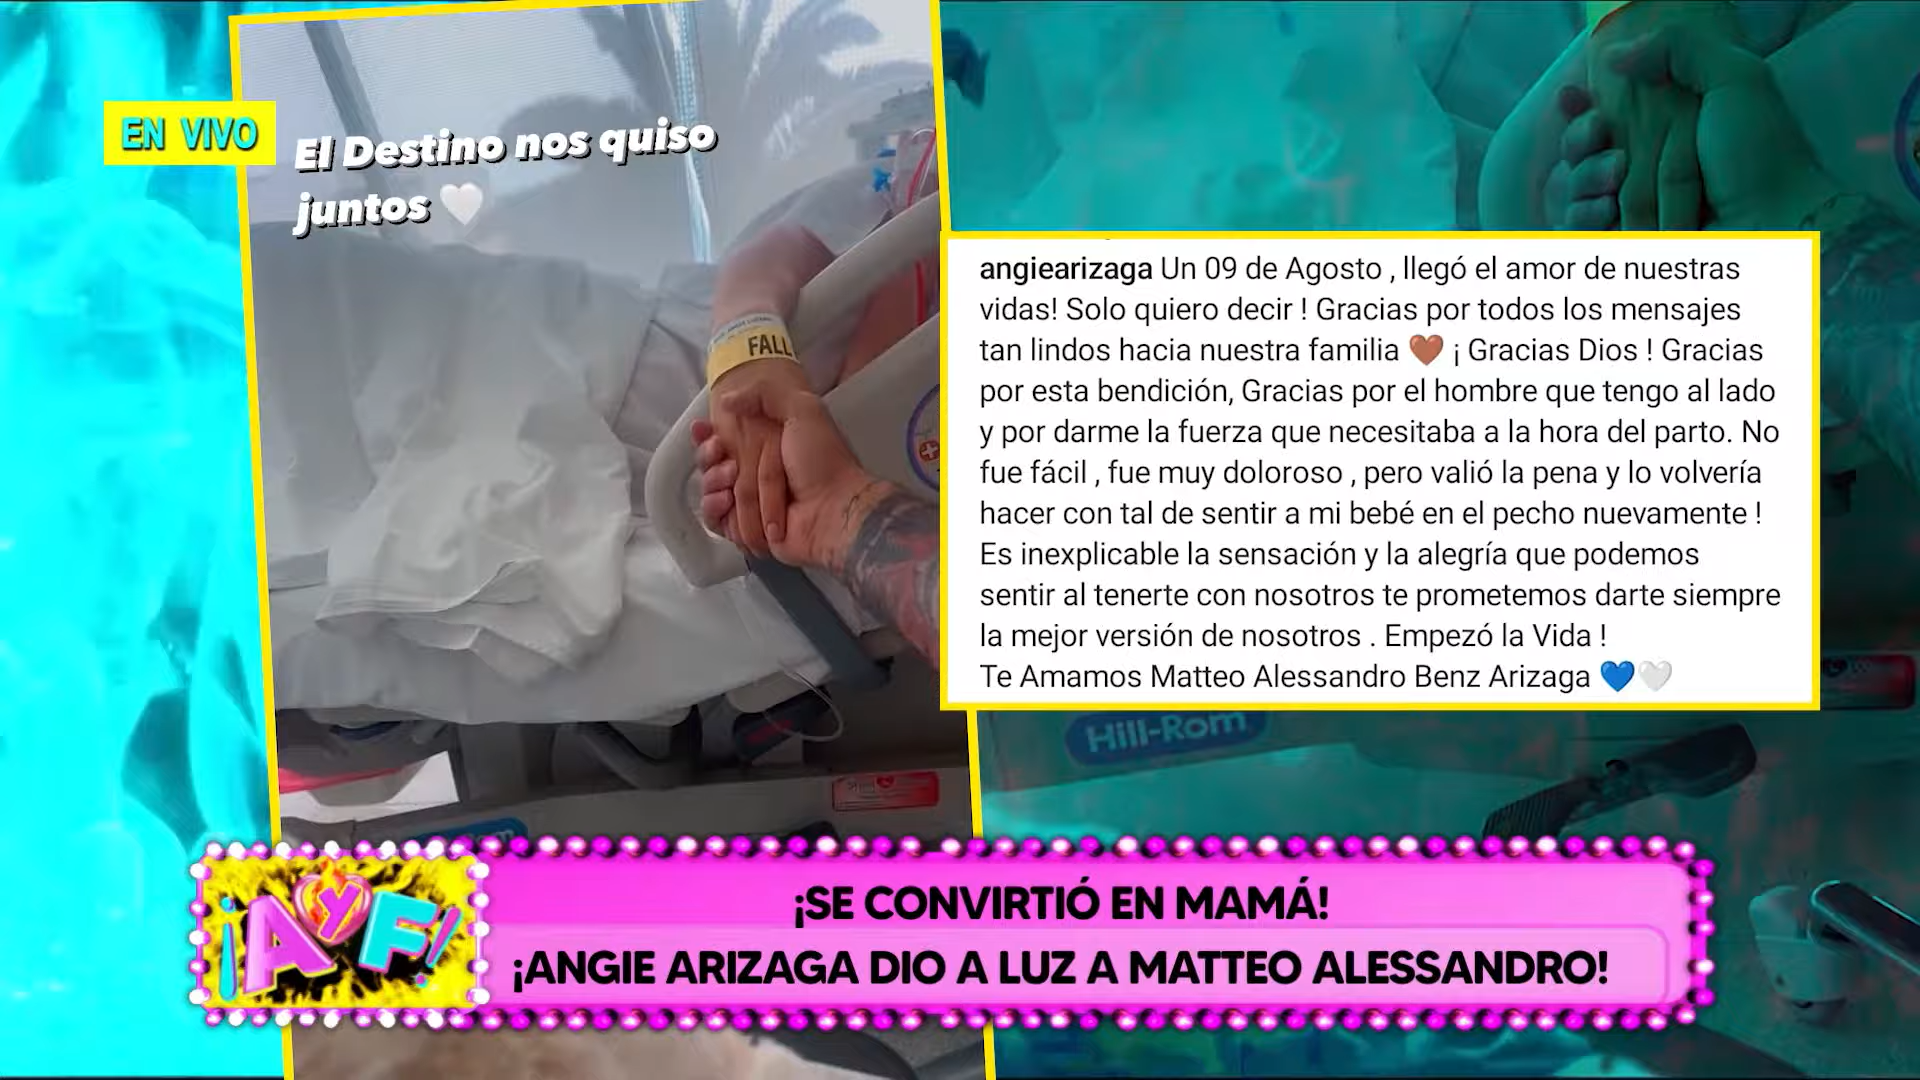 EN VIVO
El Destino nos quiso
juntos 🤍
FALL
angiearizaga Un 09 de Agosto , llegó el amor de nuestras
vidas! Solo quiero decir ! Gracias por todos los mensajes
tan lindos hacia nuestra familia 🤎 ¡ Gracias Dios ! Gracias
por esta bendición, Gracias por el hombre que tengo al lado
y por darme la fuerza que necesitaba a la hora del parto. No
fue fácil , fue muy doloroso , pero valió la pena y lo volvería
hacer con tal de sentir a mi bebé en el pecho nuevamente !
Es inexplicable la sensación y la alegría que podemos
sentir al tenerte con nosotros te prometemos darte siempre
la mejor versión de nosotros . Empezó la Vida !
Te Amamos Matteo Alessandro Benz Arizaga 💙🤍
Hill-Rom
¡AYF!
¡SE CONVIRTIÓ EN MAMÁ!
¡ANGIE ARIZAGA DIO A LUZ A MATTEO ALESSANDRO!